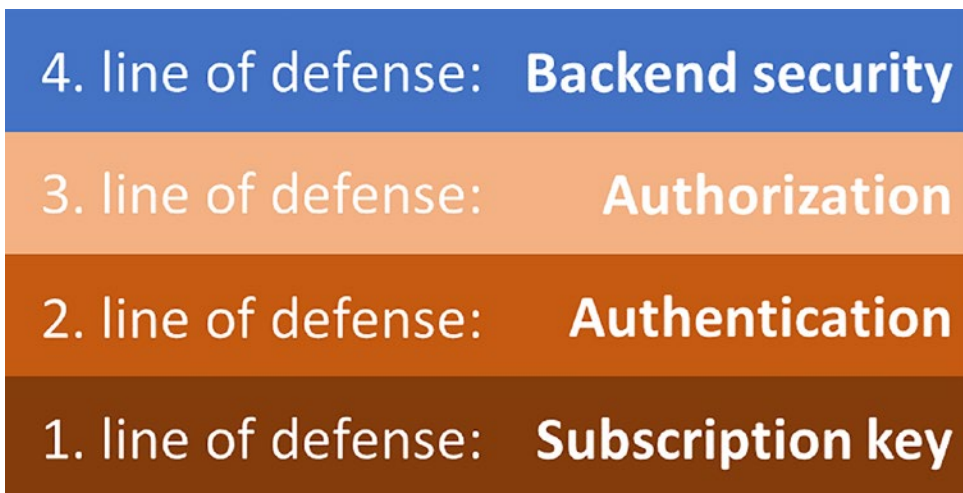 4. line of defense: Backend security
3. line of defense: Authorization
2. line of defense: Authentication
1. line of defense: Subscription key